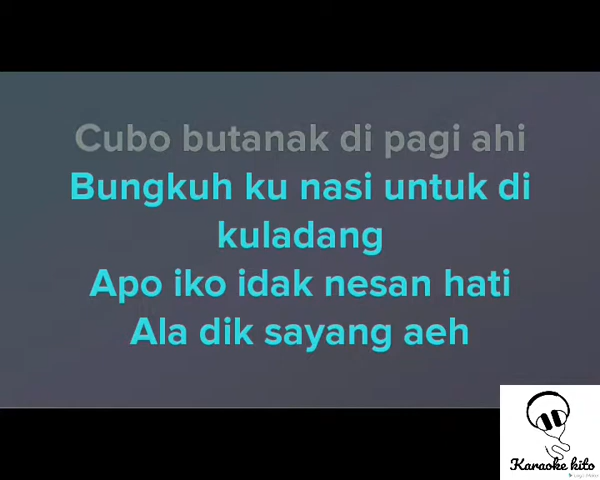 Cubo butanak di pagi ahi
Bungkuh ku nasi untuk di
kuladang
Apo iko idak nesan hati
Ala dik sayang aeh
Karaoke kito